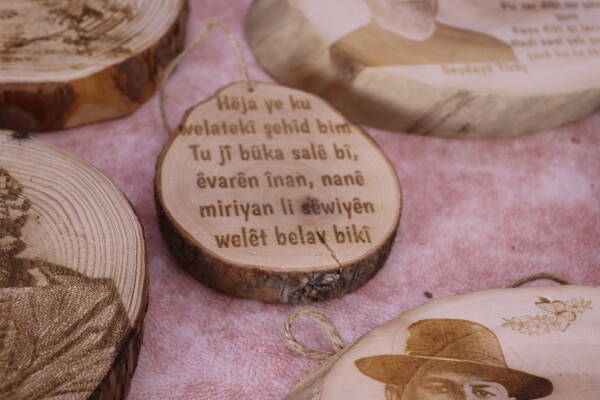 Hêja ye ku
welatekî şehîd bim
Tu jî bûka salê bî,
êvarên înan, nanê
miriyan li sêwiyên
welêt belav bikî